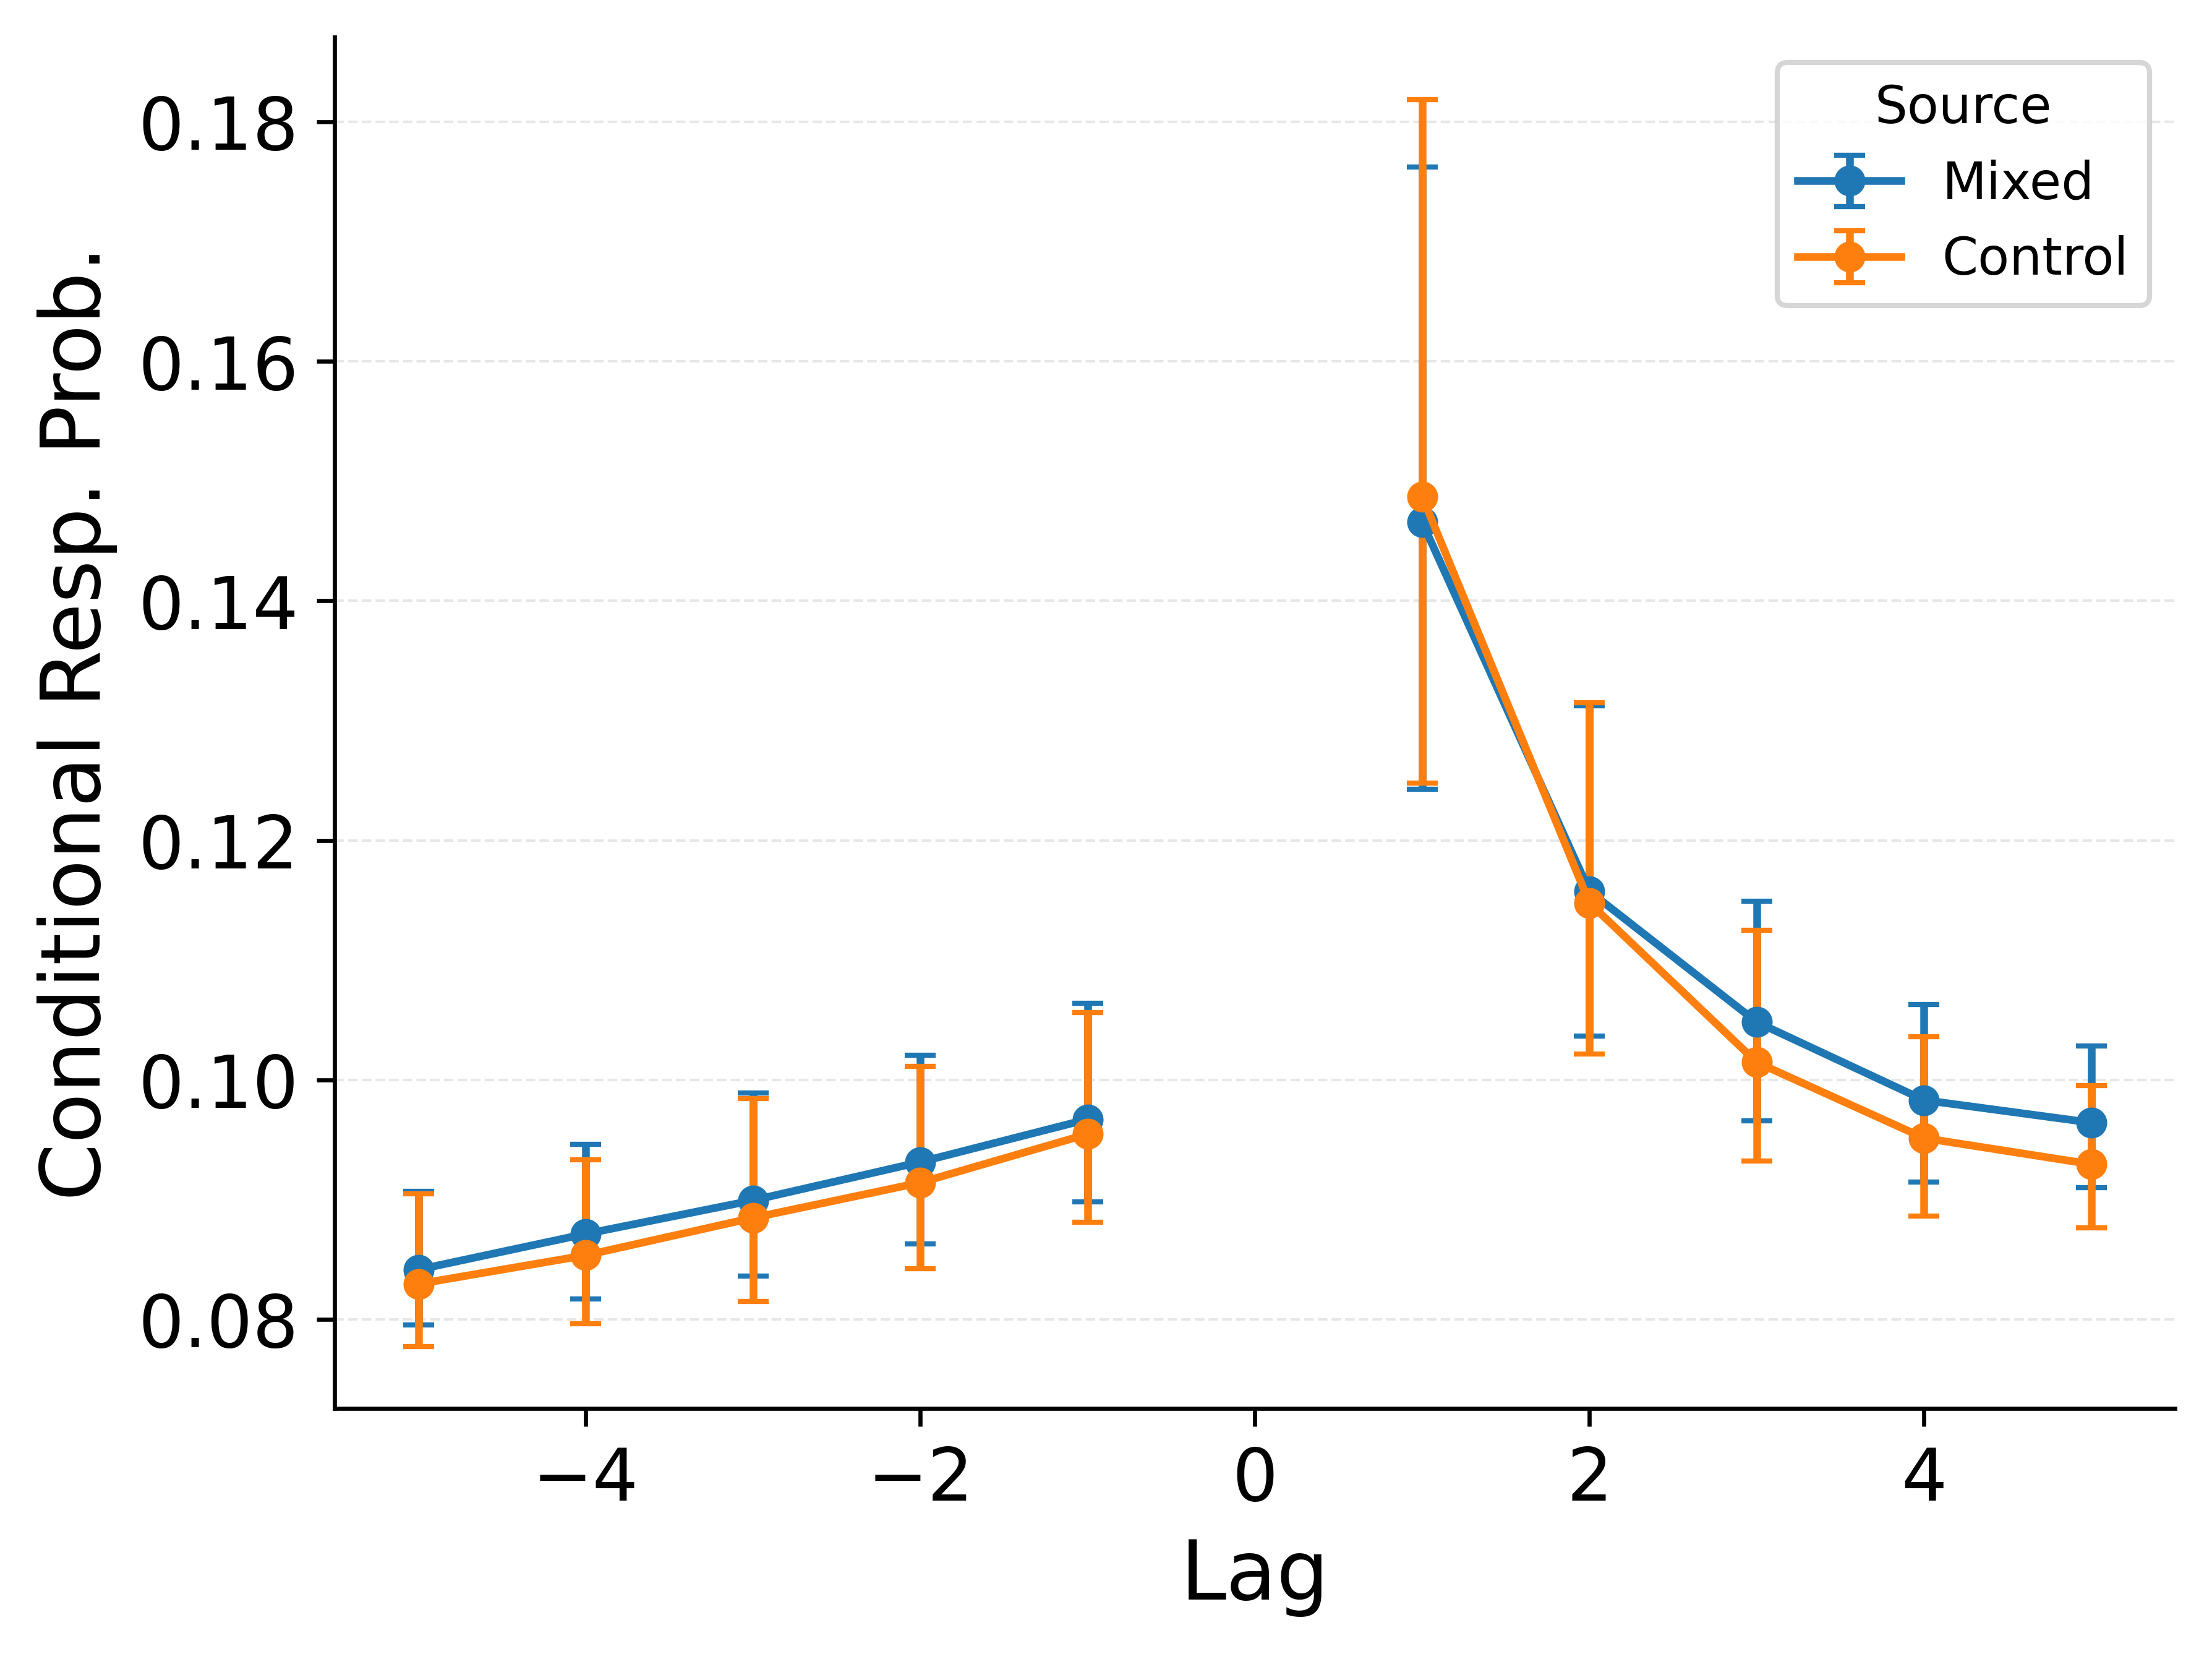 Conditional Resp. Prob.
0.18
0.16
0.14
0.12
0.10
0.08
Source
Mixed
Control
−4
−2
0
2
4
Lag